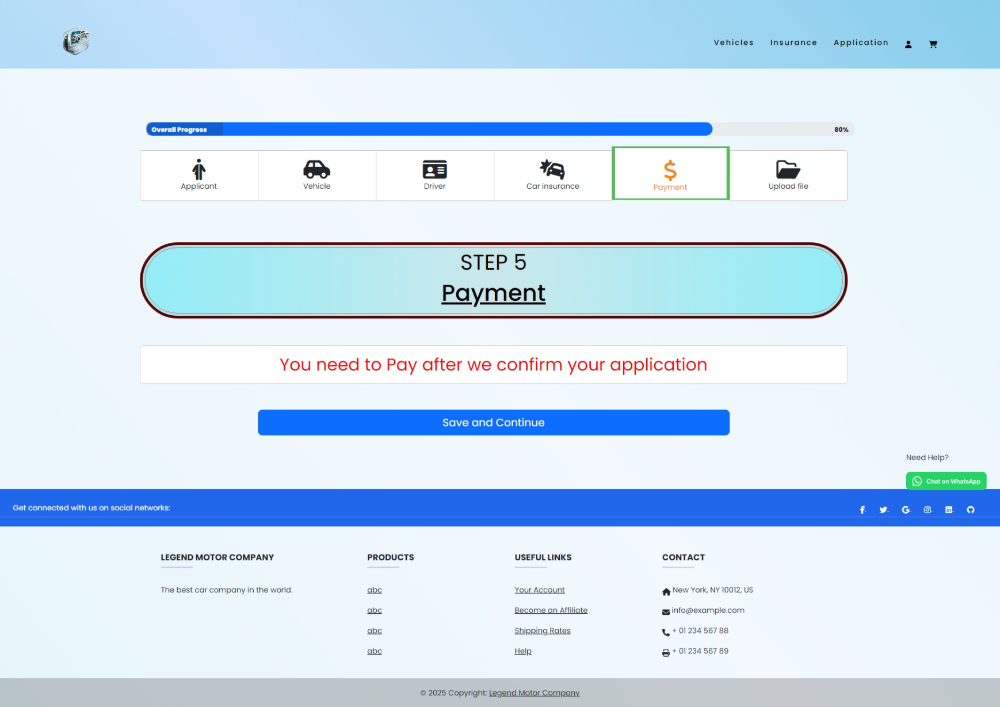 Vehicles Insurance Application
Overall Progress 80%
Applicant Vehicle Driver Car insurance Payment Upload file
STEP 5
Payment
You need to Pay after we confirm your application
Save and Continue
Need Help?
Chat on WhatsApp
Get connected with us on social networks:
LEGEND MOTOR COMPANY
The best car company in the world.
PRODUCTS
abc
abc
abc
abc
USEFUL LINKS
Your Account
Become an Affiliate
Shipping Rates
Help
CONTACT
New York, NY 10012, US
info@example.com
+ 01 234 567 88
+ 01 234 567 89
© 2025 Copyright: Legend Motor Company